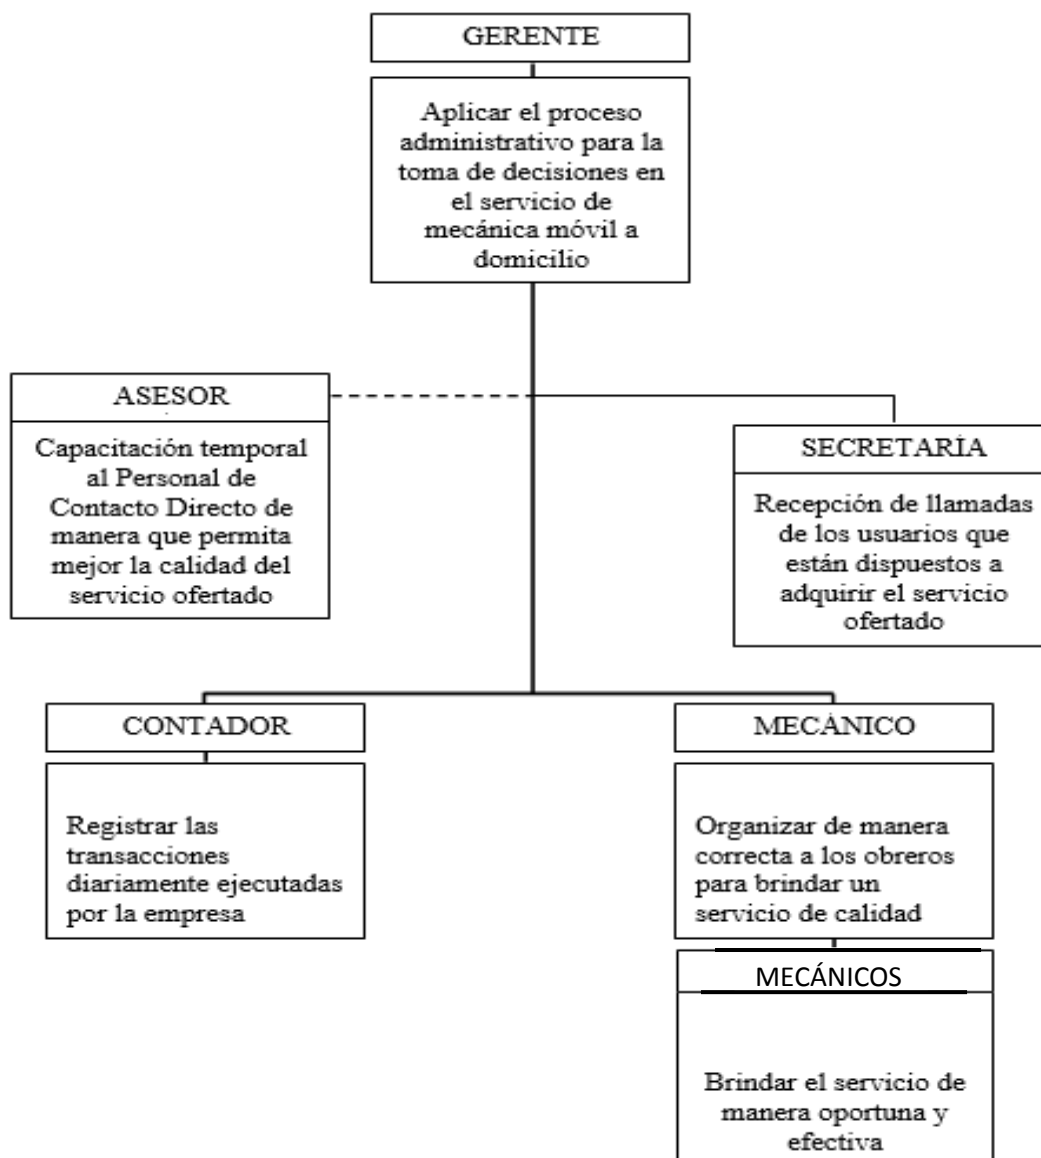 GERENTE
Aplicar el proceso
administrativo para la
toma de decisiones en
el servicio de
mecánica móvil a
domicilio
ASESOR
Capacitación temporal
al Personal de
Contacto Directo de
manera que permita
mejor la calidad del
servicio ofertado
SECRETARÍA
Recepción de llamadas
de los usuarios que
están dispuestos a
adquirir el servicio
ofertado
CONTADOR
Registrar las
transacciones
diariamente ejecutadas
por la empresa
MECÁNICO
Organizar de manera
correcta a los obreros
para brindar un
servicio de calidad
MECÁNICOS
Brindar el servicio de
manera oportuna y
efectiva